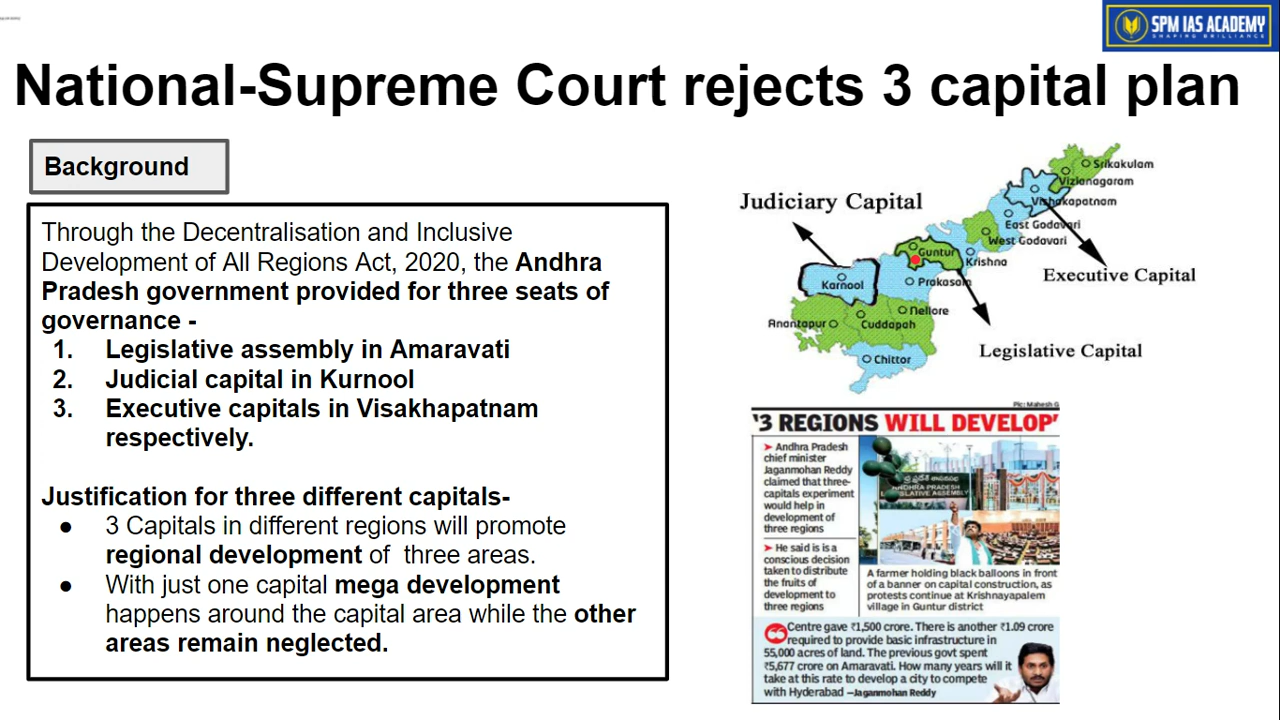 SPM IAS ACADEMY
SHAPING BRILLIANCE
National-Supreme Court rejects 3 capital plan
Background
Through the Decentralisation and Inclusive
Development of All Regions Act, 2020, the Andhra
Pradesh government provided for three seats of
governance -
1. Legislative assembly in Amaravati
2. Judicial capital in Kurnool
3. Executive capitals in Visakhapatnam
respectively.
Justification for three different capitals-
● 3 Capitals in different regions will promote
regional development of three areas.
● With just one capital mega development
happens around the capital area while the other
areas remain neglected.
Srikakulam
Vizianagaram
Vishakapatnam
East Godavari
West Godavari
Krishna
Guntur
Prakasam
Karnool
Nellore
Anantapur
Cuddapah
Chittor
Judiciary Capital
Executive Capital
Legislative Capital
Pic: Mahesh G
'3 REGIONS WILL DEVELOP'
➤ Andhra Pradesh
chief minister
Jaganmohan Reddy
claimed that three-
capitals experiment
would help in
development of
three regions
➤ He said is is a
conscious decision
taken to distribute
the fruits of
development to
three regions
ANDHRA PRADESH
LEGISLATIVE ASSEMBLY
A farmer holding black balloons in front
of a banner on capital construction, as
protests continue at Krishnayapalem
village in Guntur district
Centre gave ₹1,500 crore. There is another ₹1.09 crore
required to provide basic infrastructure in
55,000 acres of land. The previous govt spent
₹5,677 crore on Amaravati. How many years will it
take at this rate to develop a city to compete
with Hyderabad —Jaganmohan Reddy